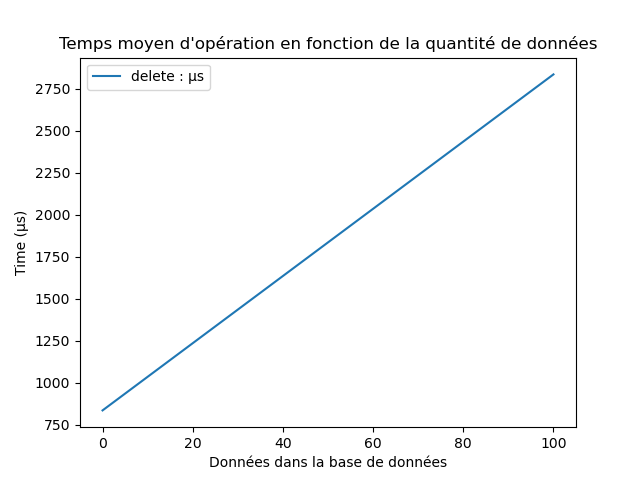 Temps moyen d'opération en fonction de la quantité de données
delete : µs
2750
2500
2250
2000
1750
1500
1250
1000
750
Time (µs)
0 20 40 60 80 100
Données dans la base de données